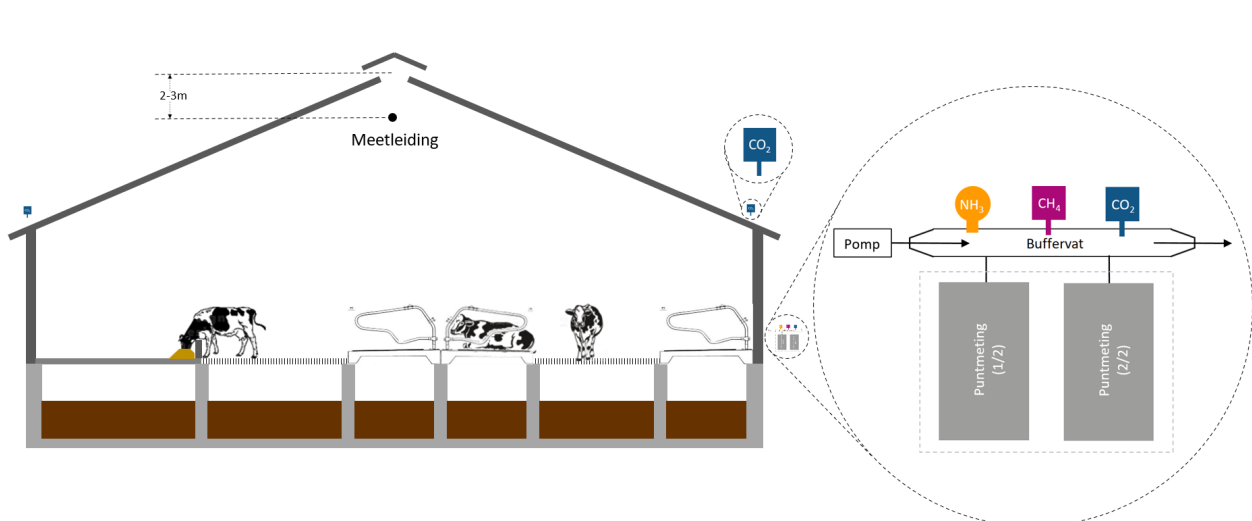 2-3m
Meetleiding
CO₂
NH₃
CH₄
CO₂
Pomp
Buffervat
Puntmeting
(1/2)
Puntmeting
(2/2)